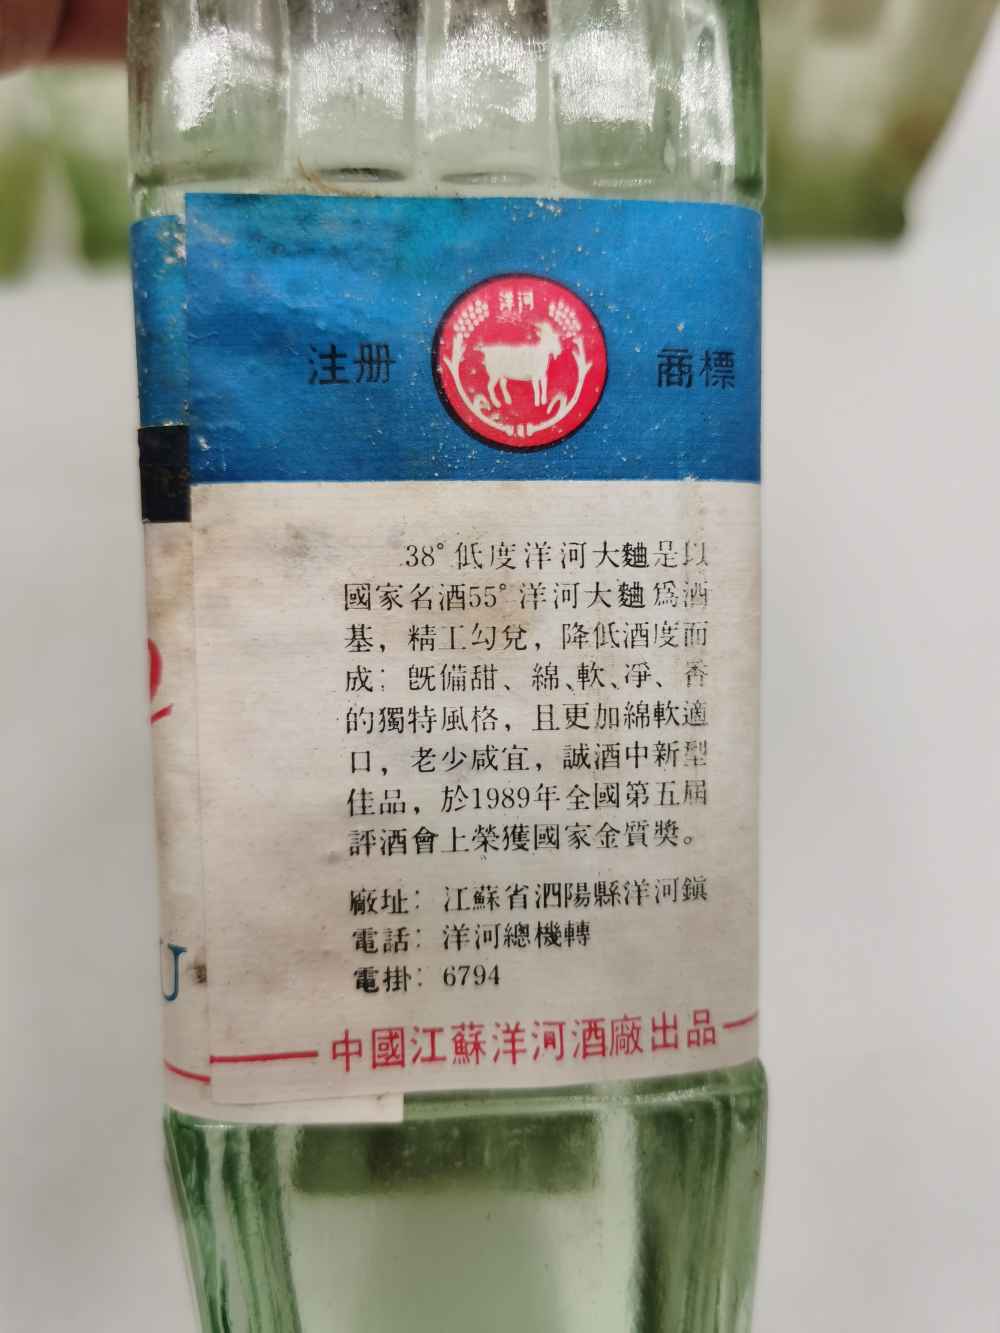 洋河
注册 商標
38°低度洋河大麯是以
國家名酒55°洋河大麯爲酒
基，精工勾兌，降低酒度而
成；既備甜、綿、軟、凈、香
的獨特風格，且更加綿軟適
口，老少咸宜，誠酒中新型
佳品，於1989年全國第五屆
評酒會上榮獲國家金質獎。
廠址：江蘇省泗陽縣洋河鎮
電話：洋河總機轉
電掛：6794
U
中國江蘇洋河酒廠出品